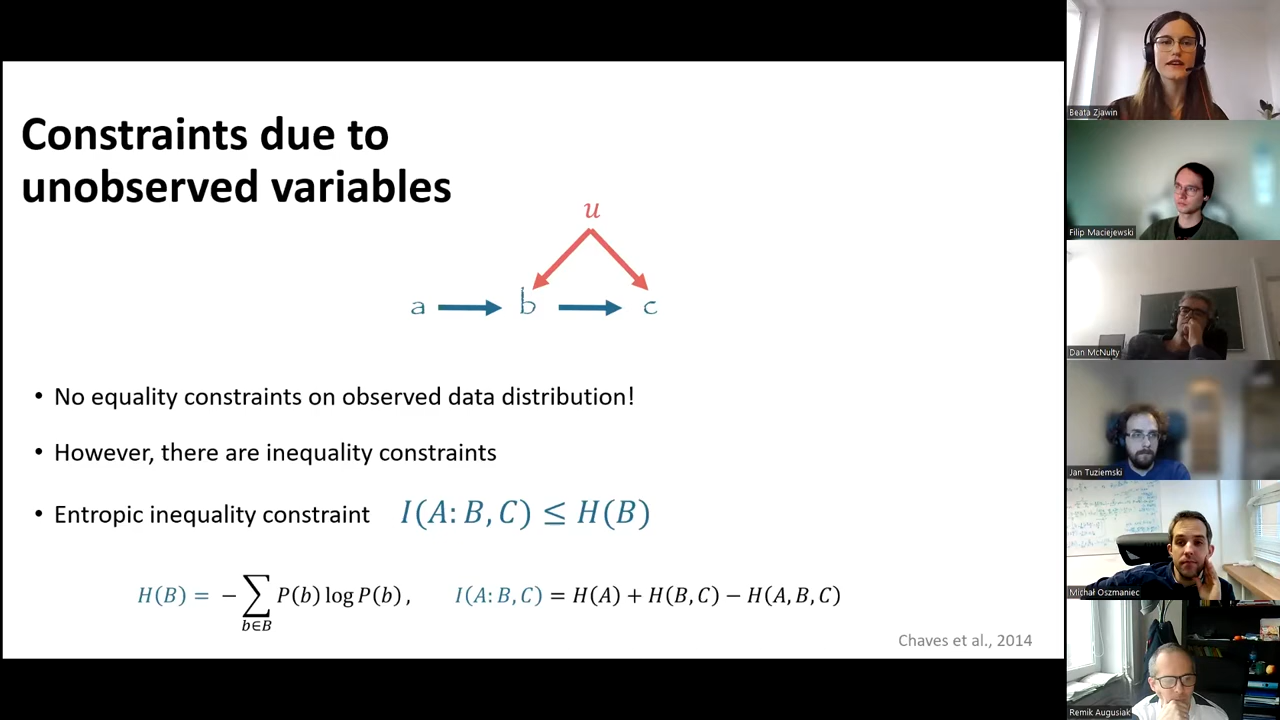 Constraints due to
unobserved variables
u
a b c
• No equality constraints on observed data distribution!
• However, there are inequality constraints
• Entropic inequality constraint I(A: B, C) ≤ H(B)
H(B) = − ∑ P(b) log P(b) , I(A: B, C) = H(A) + H(B, C) − H(A, B, C)
b∈B
Chaves et al., 2014
Beata Zjawin
Filip Maciejewski
Dan McNulty
Jan Tuziemski
Michał Oszmaniec
Remik Augusiak